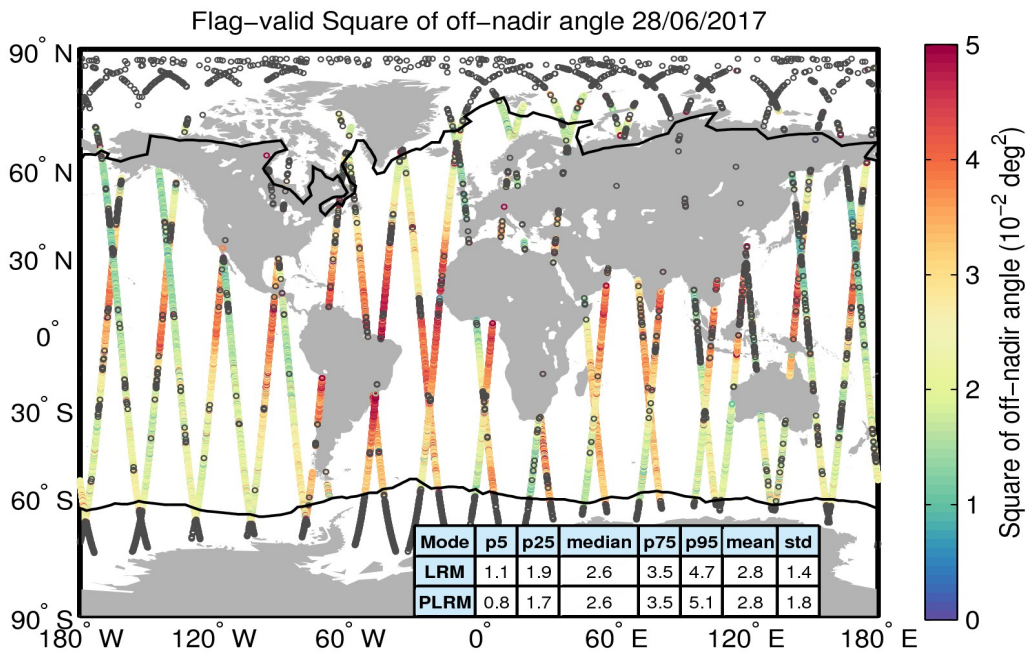 Flag−valid Square of off−nadir angle 28/06/2017
90° N
60° N
30° N
0°
30° S
60° S
90° S
180° W
120° W
60° W
0°
60° E
120° E
180° E
Mode p5 p25 median p75 p95 mean std
LRM 1.1 1.9 2.6 3.5 4.7 2.8 1.4
PLRM 0.8 1.7 2.6 3.5 5.1 2.8 1.8
5
4
3
2
1
0
Square of off−nadir angle (10⁻² deg²)